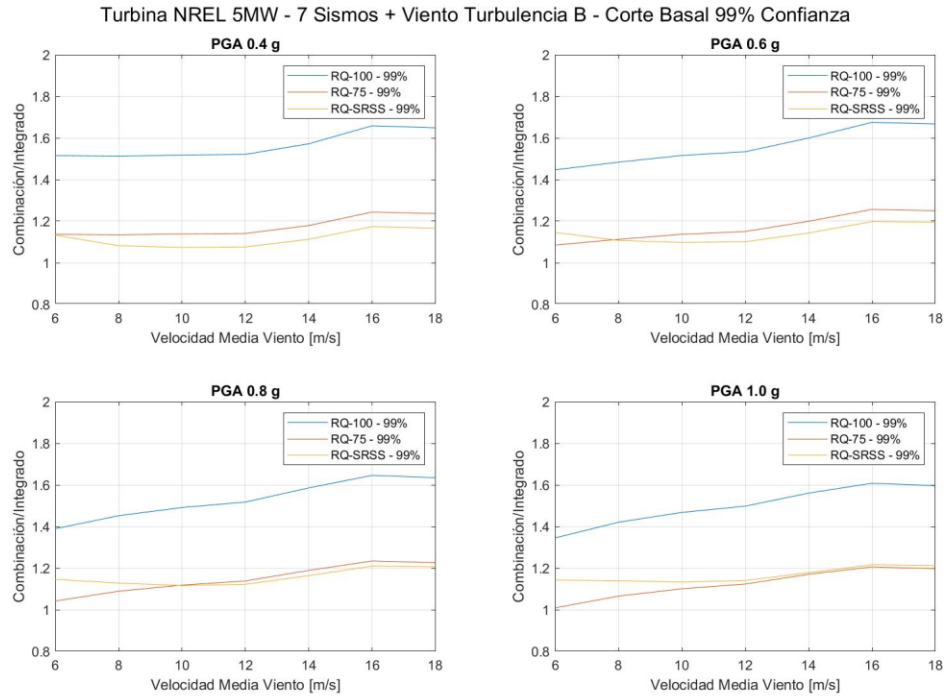 Turbina NREL 5MW - 7 Sismos + Viento Turbulencia B - Corte Basal 99% Confianza
PGA 0.4 g
2
1.8
1.6
1.4
1.2
1
0.8
Combinación/Integrado
RQ-100 - 99%
RQ-75 - 99%
RQ-SRSS - 99%
6 8 10 12 14 16 18
Velocidad Media Viento [m/s]
PGA 0.6 g
2
1.8
1.6
1.4
1.2
1
0.8
Combinación/Integrado
RQ-100 - 99%
RQ-75 - 99%
RQ-SRSS - 99%
6 8 10 12 14 16 18
Velocidad Media Viento [m/s]
PGA 0.8 g
2
1.8
1.6
1.4
1.2
1
0.8
Combinación/Integrado
RQ-100 - 99%
RQ-75 - 99%
RQ-SRSS - 99%
6 8 10 12 14 16 18
Velocidad Media Viento [m/s]
PGA 1.0 g
2
1.8
1.6
1.4
1.2
1
0.8
Combinación/Integrado
RQ-100 - 99%
RQ-75 - 99%
RQ-SRSS - 99%
6 8 10 12 14 16 18
Velocidad Media Viento [m/s]